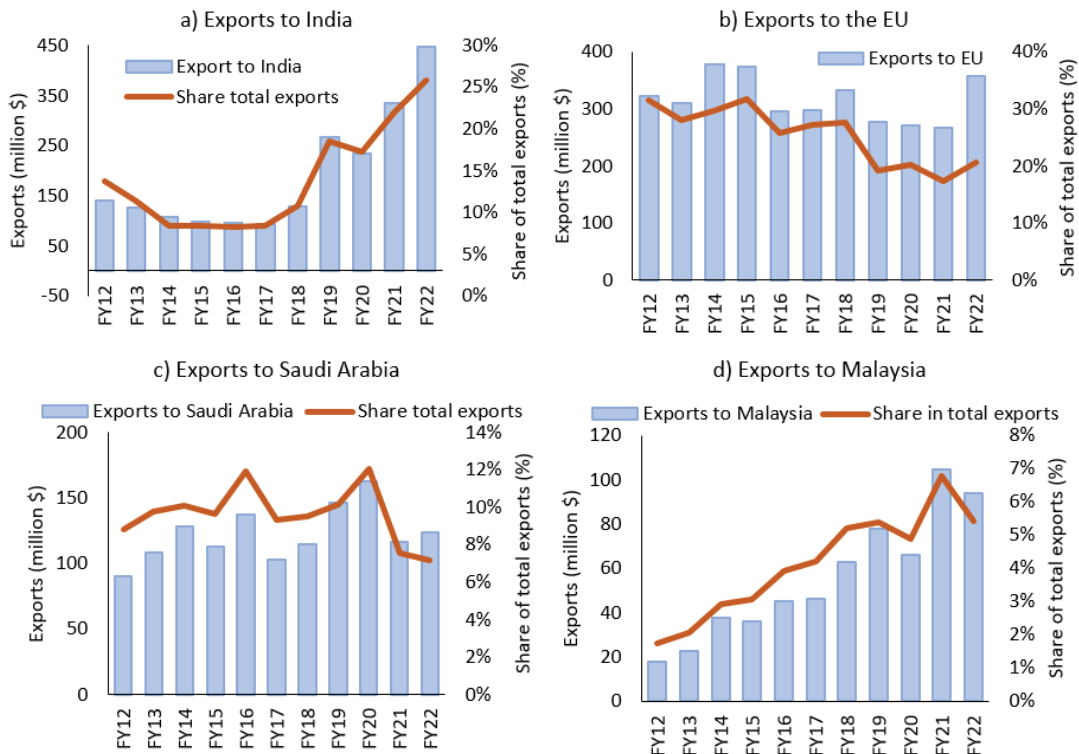 a) Exports to India
Exports (million $)
450
350
250
150
50
-50
Export to India
Share total exports
30%
25%
20%
15%
10%
5%
0%
Share of total exports (%)
FY12 FY13 FY14 FY15 FY16 FY17 FY18 FY19 FY20 FY21 FY22
b) Exports to the EU
Exports (million $)
400
300
200
100
0
Exports to EU
40%
30%
20%
10%
0%
Share of total exports (%)
FY12 FY13 FY14 FY15 FY16 FY17 FY18 FY19 FY20 FY21 FY22
c) Exports to Saudi Arabia
Exports to Saudi Arabia Share total exports
Exports (million $)
200
150
100
50
0
14%
12%
10%
8%
6%
4%
2%
0%
Share of total exports (%)
FY12 FY13 FY14 FY15 FY16 FY17 FY18 FY19 FY20 FY21 FY22
d) Exports to Malaysia
Exports to Malaysia Share in total exports
Exports (million $)
120
100
80
60
40
20
0
8%
7%
6%
5%
4%
3%
2%
1%
0%
Share of total exports (%)
FY12 FY13 FY14 FY15 FY16 FY17 FY18 FY19 FY20 FY21 FY22